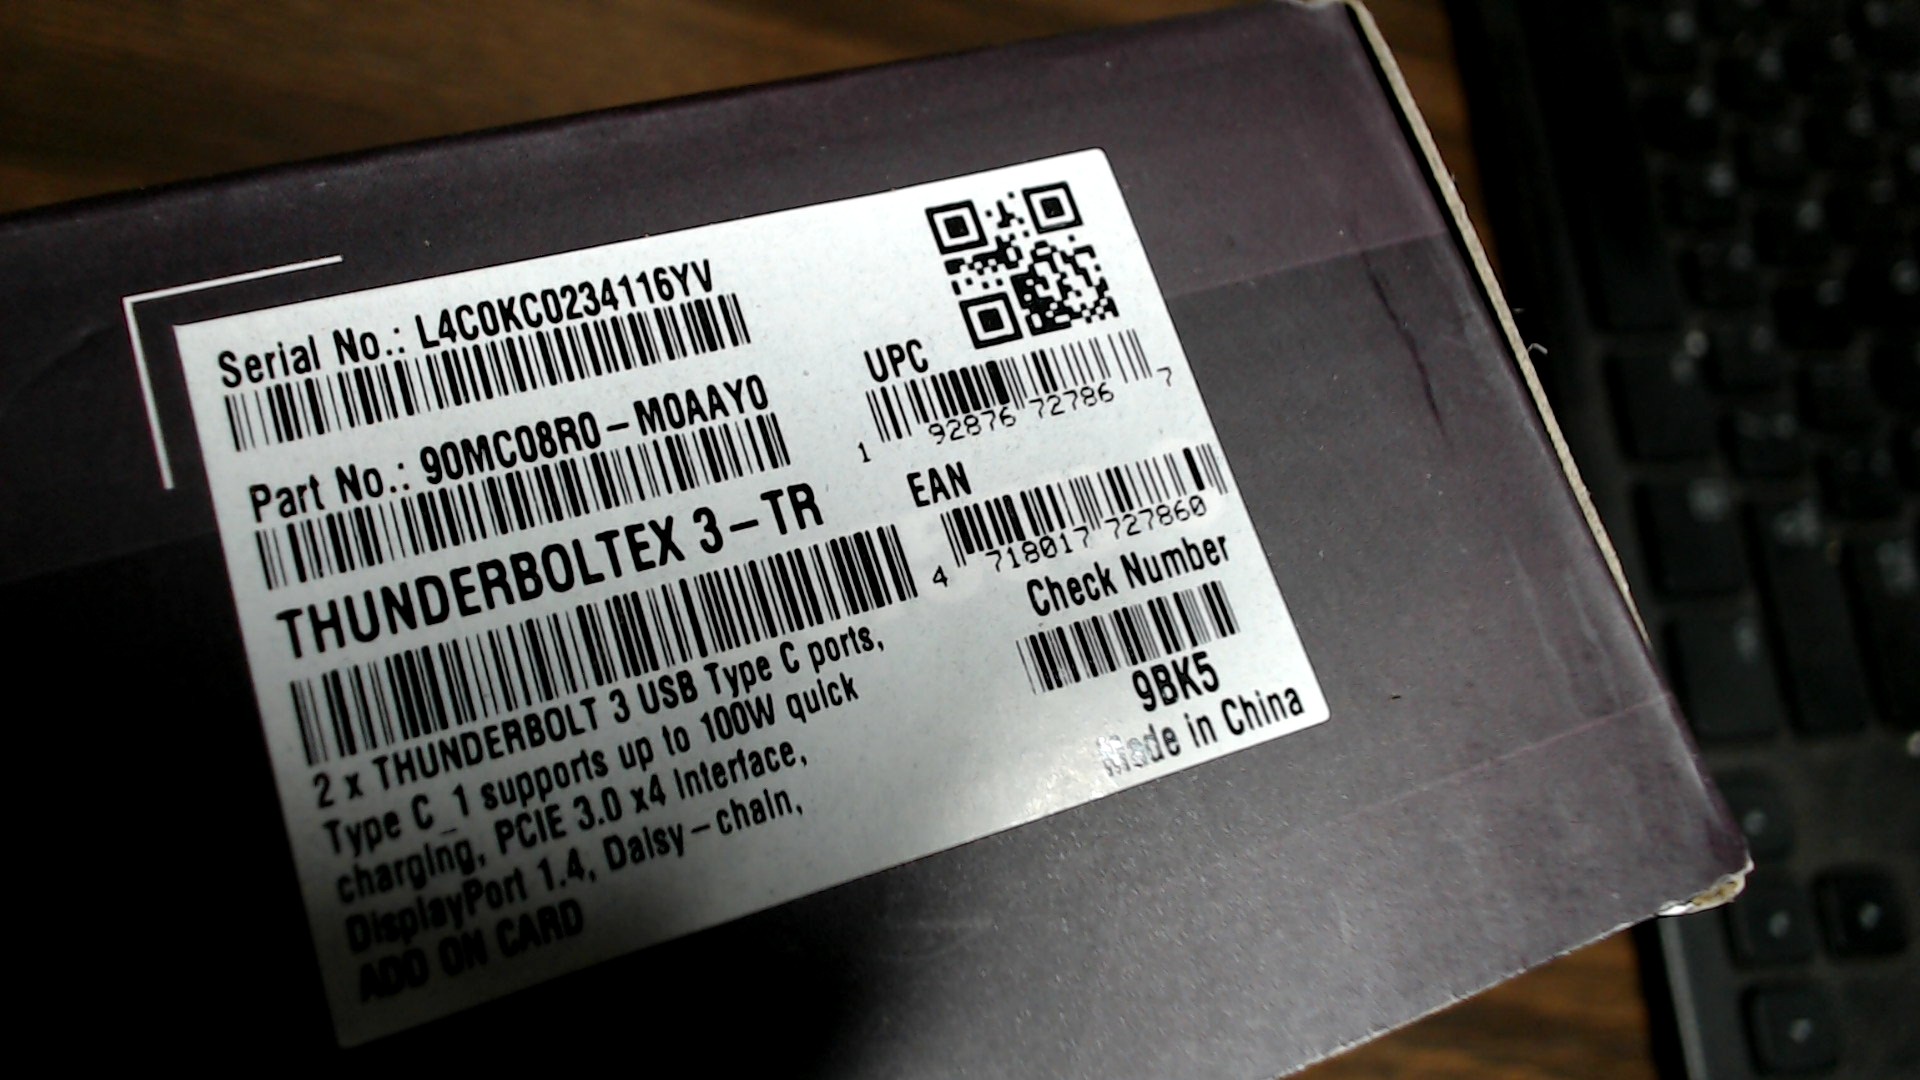 Serial No.: L4C0KC0234116YV
Part No.: 90MC08R0-M0AAY0
THUNDERBOLTEX 3-TR
2 x THUNDERBOLT 3 USB Type C ports,
Type C_1 supports up to 100W quick
charging, PCIE 3.0 x4 Interface,
DisplayPort 1.4, Daisy-chain,
ADD ON CARD
UPC
1 92876 72786 7
EAN
4 718017 727860
Check Number
9BK5
Made in China